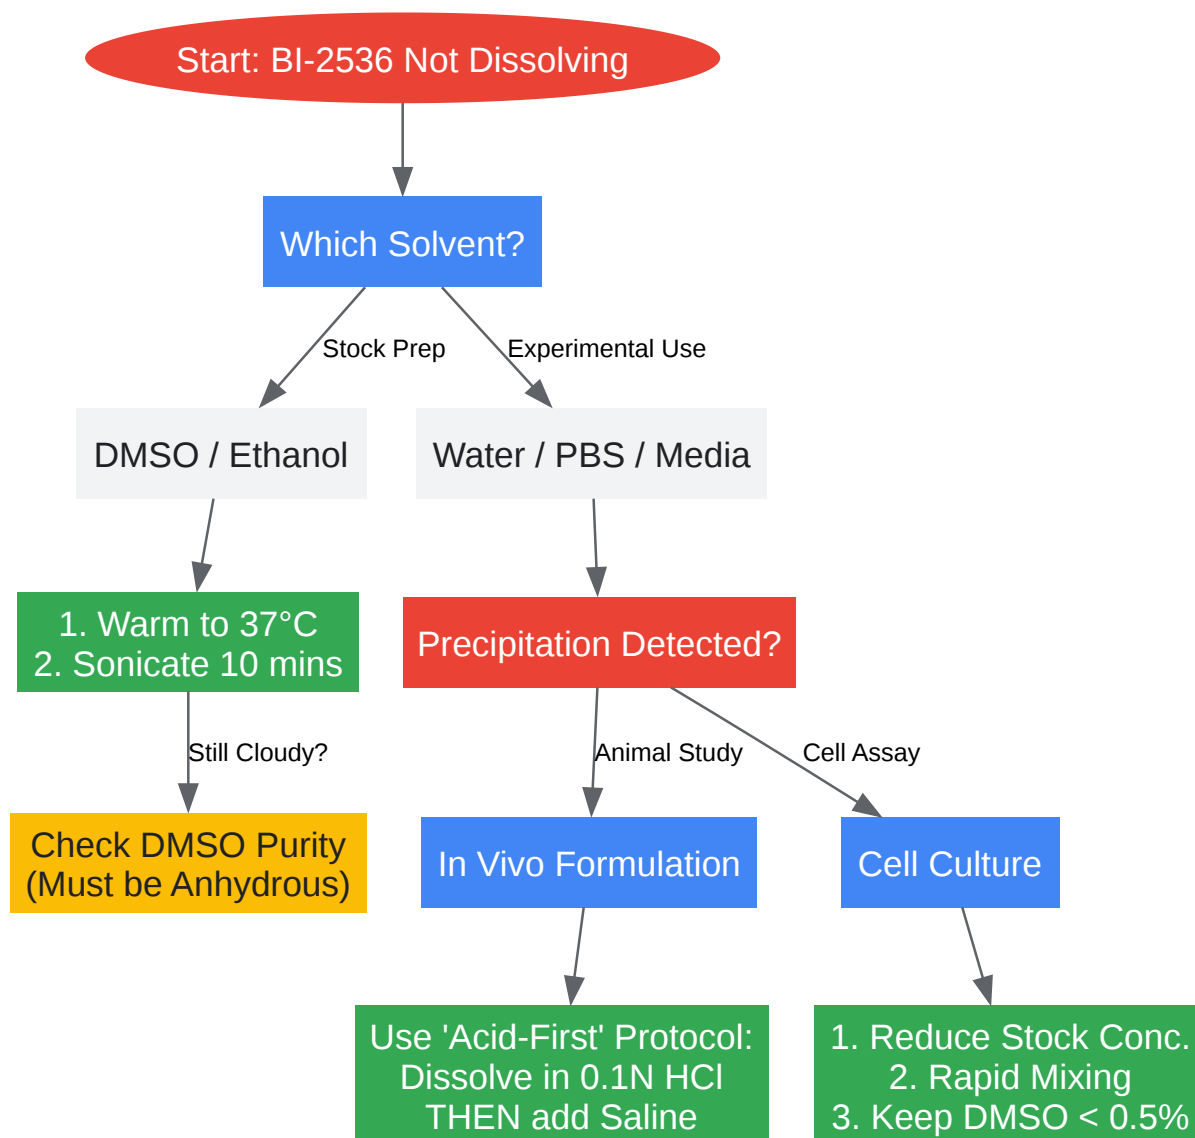 Start: BI-2536 Not Dissolving
Which Solvent?
Stock Prep
Experimental Use
DMSO / Ethanol
Water / PBS / Media
1. Warm to 37°C
2. Sonicate 10 mins
Precipitation Detected?
Still Cloudy?
Animal Study
Cell Assay
Check DMSO Purity
(Must be Anhydrous)
In Vivo Formulation
Cell Culture
Use 'Acid-First' Protocol:
Dissolve in 0.1N HCl
THEN add Saline
1. Reduce Stock Conc.
2. Rapid Mixing
3. Keep DMSO < 0.5%